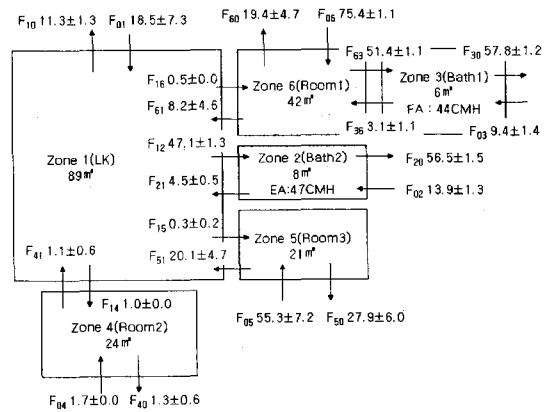 F10 11.3±1.3
F01 18.5±7.3
F60 19.4±4.7
F06 75.4±1.1
F63 51.4±1.1
F30 57.8±1.2
F16 0.5±0.0
F61 8.2±4.6
Zone 6(Room1)
42㎥
Zone 3(Bath1)
6㎥
EA : 44CMH
F36 3.1±1.1
F03 9.4±1.4
Zone 1(LK)
89㎥
F12 47.1±1.3
F21 4.5±0.5
Zone 2(Bath2)
8㎥
EA:47CMH
F20 56.5±1.5
F02 13.9±1.3
F15 0.3±0.2
F51 20.1±4.7
Zone 5(Room3)
21㎥
F41 1.1±0.6
F14 1.0±0.0
F05 55.3±7.2
F50 27.9±6.0
Zone 4(Room2)
24㎥
F04 1.7±0.0
F40 1.3±0.6